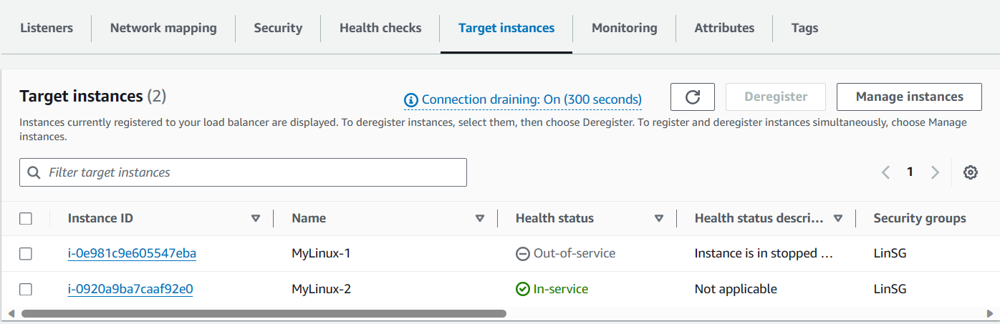 Listeners Network mapping Security Health checks Target instances Monitoring Attributes Tags
Target instances (2)
Connection draining: On (300 seconds)
Deregister
Manage instances
Instances currently registered to your load balancer are displayed. To deregister instances, select them, then choose Deregister. To register and deregister instances simultaneously, choose Manage
instances.
Filter target instances
1
Instance ID Name Health status Health status descri... Security groups
i-0e981c9e605547eba MyLinux-1 Out-of-service Instance is in stopped ... LinSG
i-0920a9ba7caaf92e0 MyLinux-2 In-service Not applicable LinSG